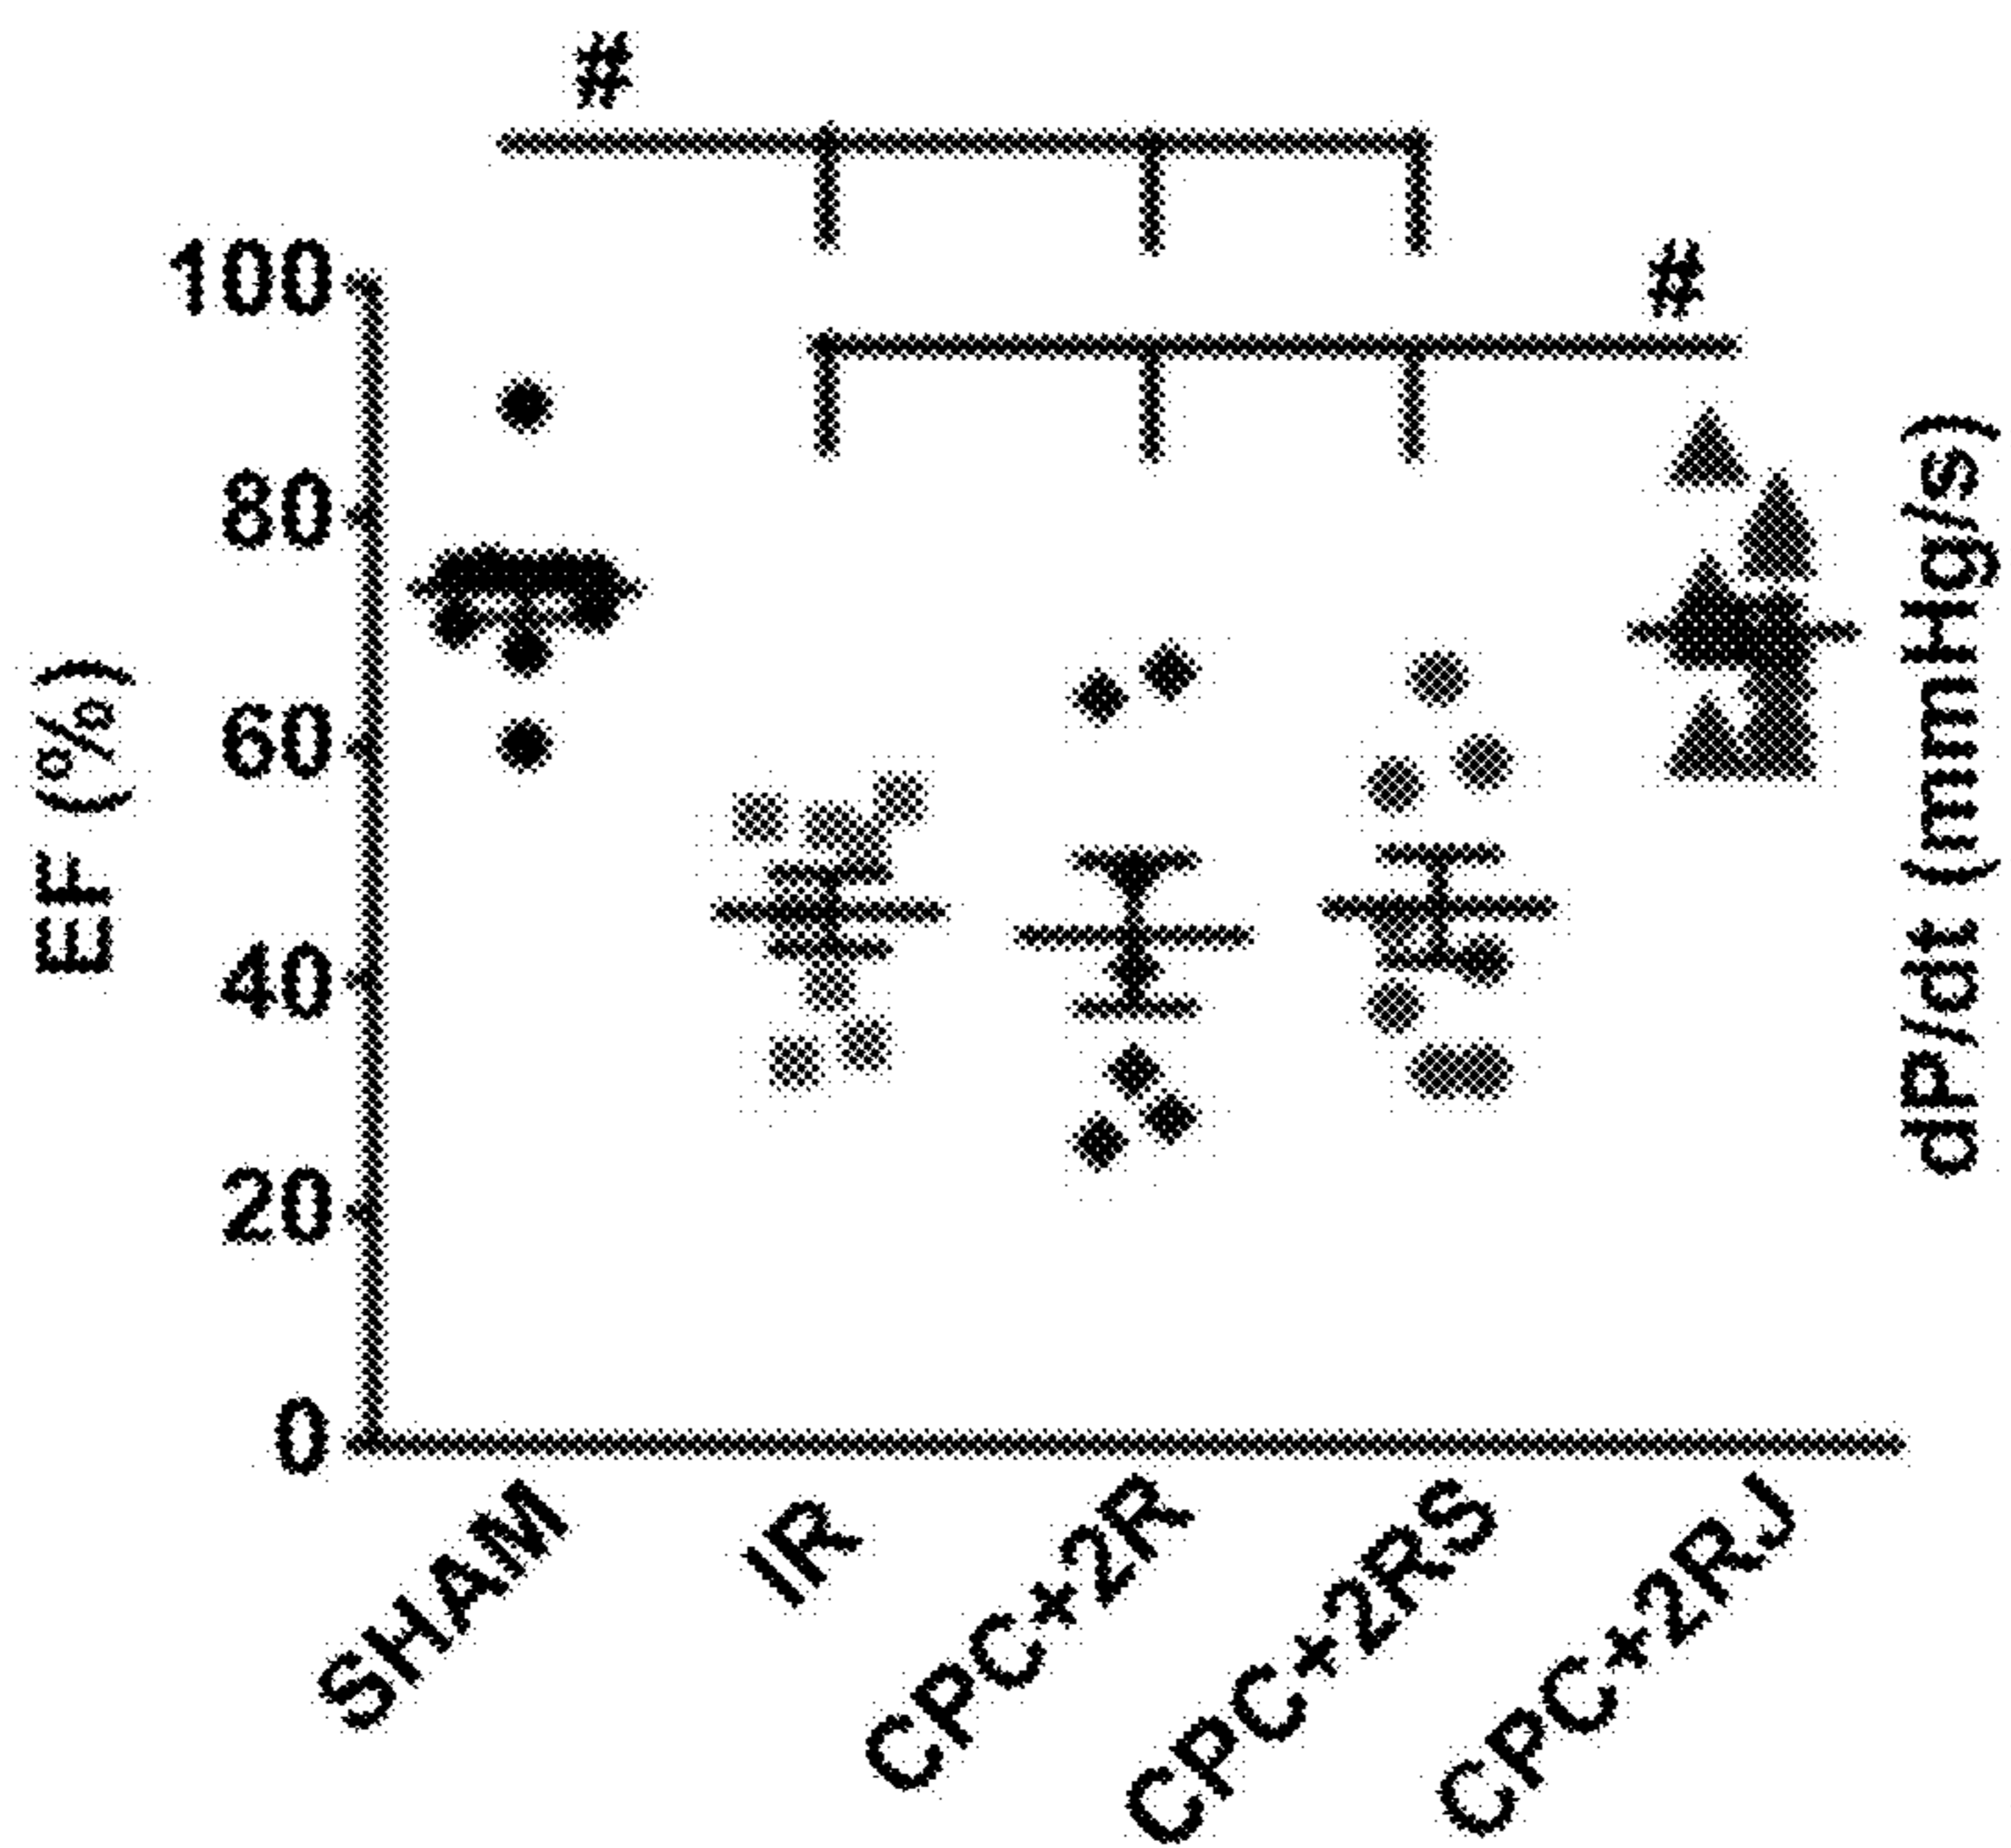 #
#
100
80
60
40
20
0
EF (%)
dP/dt (mmHg/s)
SHAM
IR
CPC+2R
CPC+2RS
CPC+2RJ